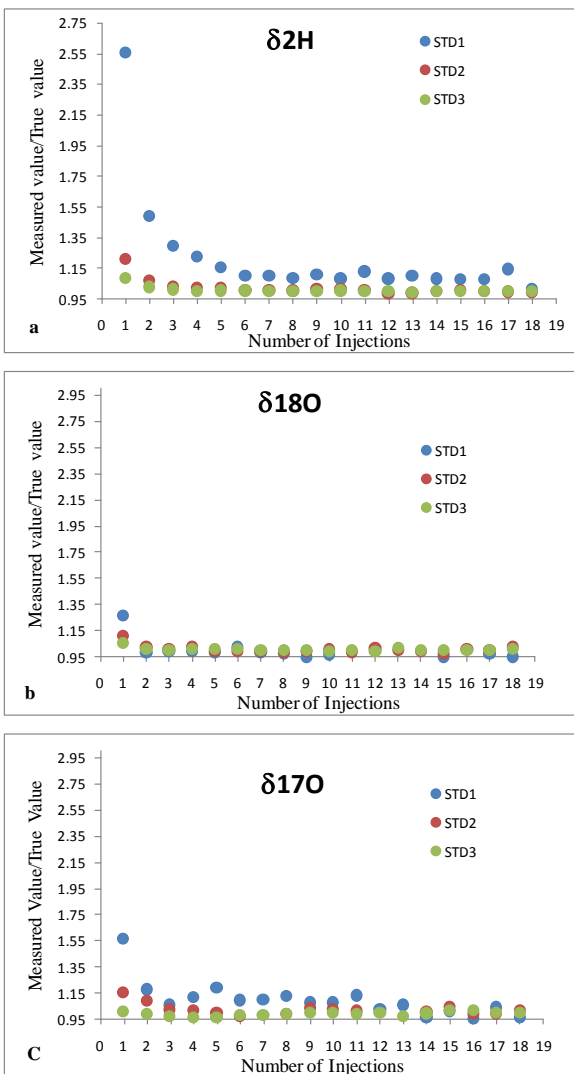 δ2H
2.75
2.55
2.35
2.15
1.95
1.75
1.55
1.35
1.15
0.95
Measured value/True value
STD1
STD2
STD3
0 1 2 3 4 5 6 7 8 9 10 11 12 13 14 15 16 17 18 19
Number of Injections
a
δ18O
2.95
2.75
2.55
2.35
2.15
1.95
1.75
1.55
1.35
1.15
0.95
Measured value/True value
STD1
STD2
STD3
0 1 2 3 4 5 6 7 8 9 10 11 12 13 14 15 16 17 18 19
Number of Injections
b
δ17O
2.95
2.75
2.55
2.35
2.15
1.95
1.75
1.55
1.35
1.15
0.95
Measured Value/True Value
STD1
STD2
STD3
0 1 2 3 4 5 6 7 8 9 10 11 12 13 14 15 16 17 18 19
Number of Injections
C